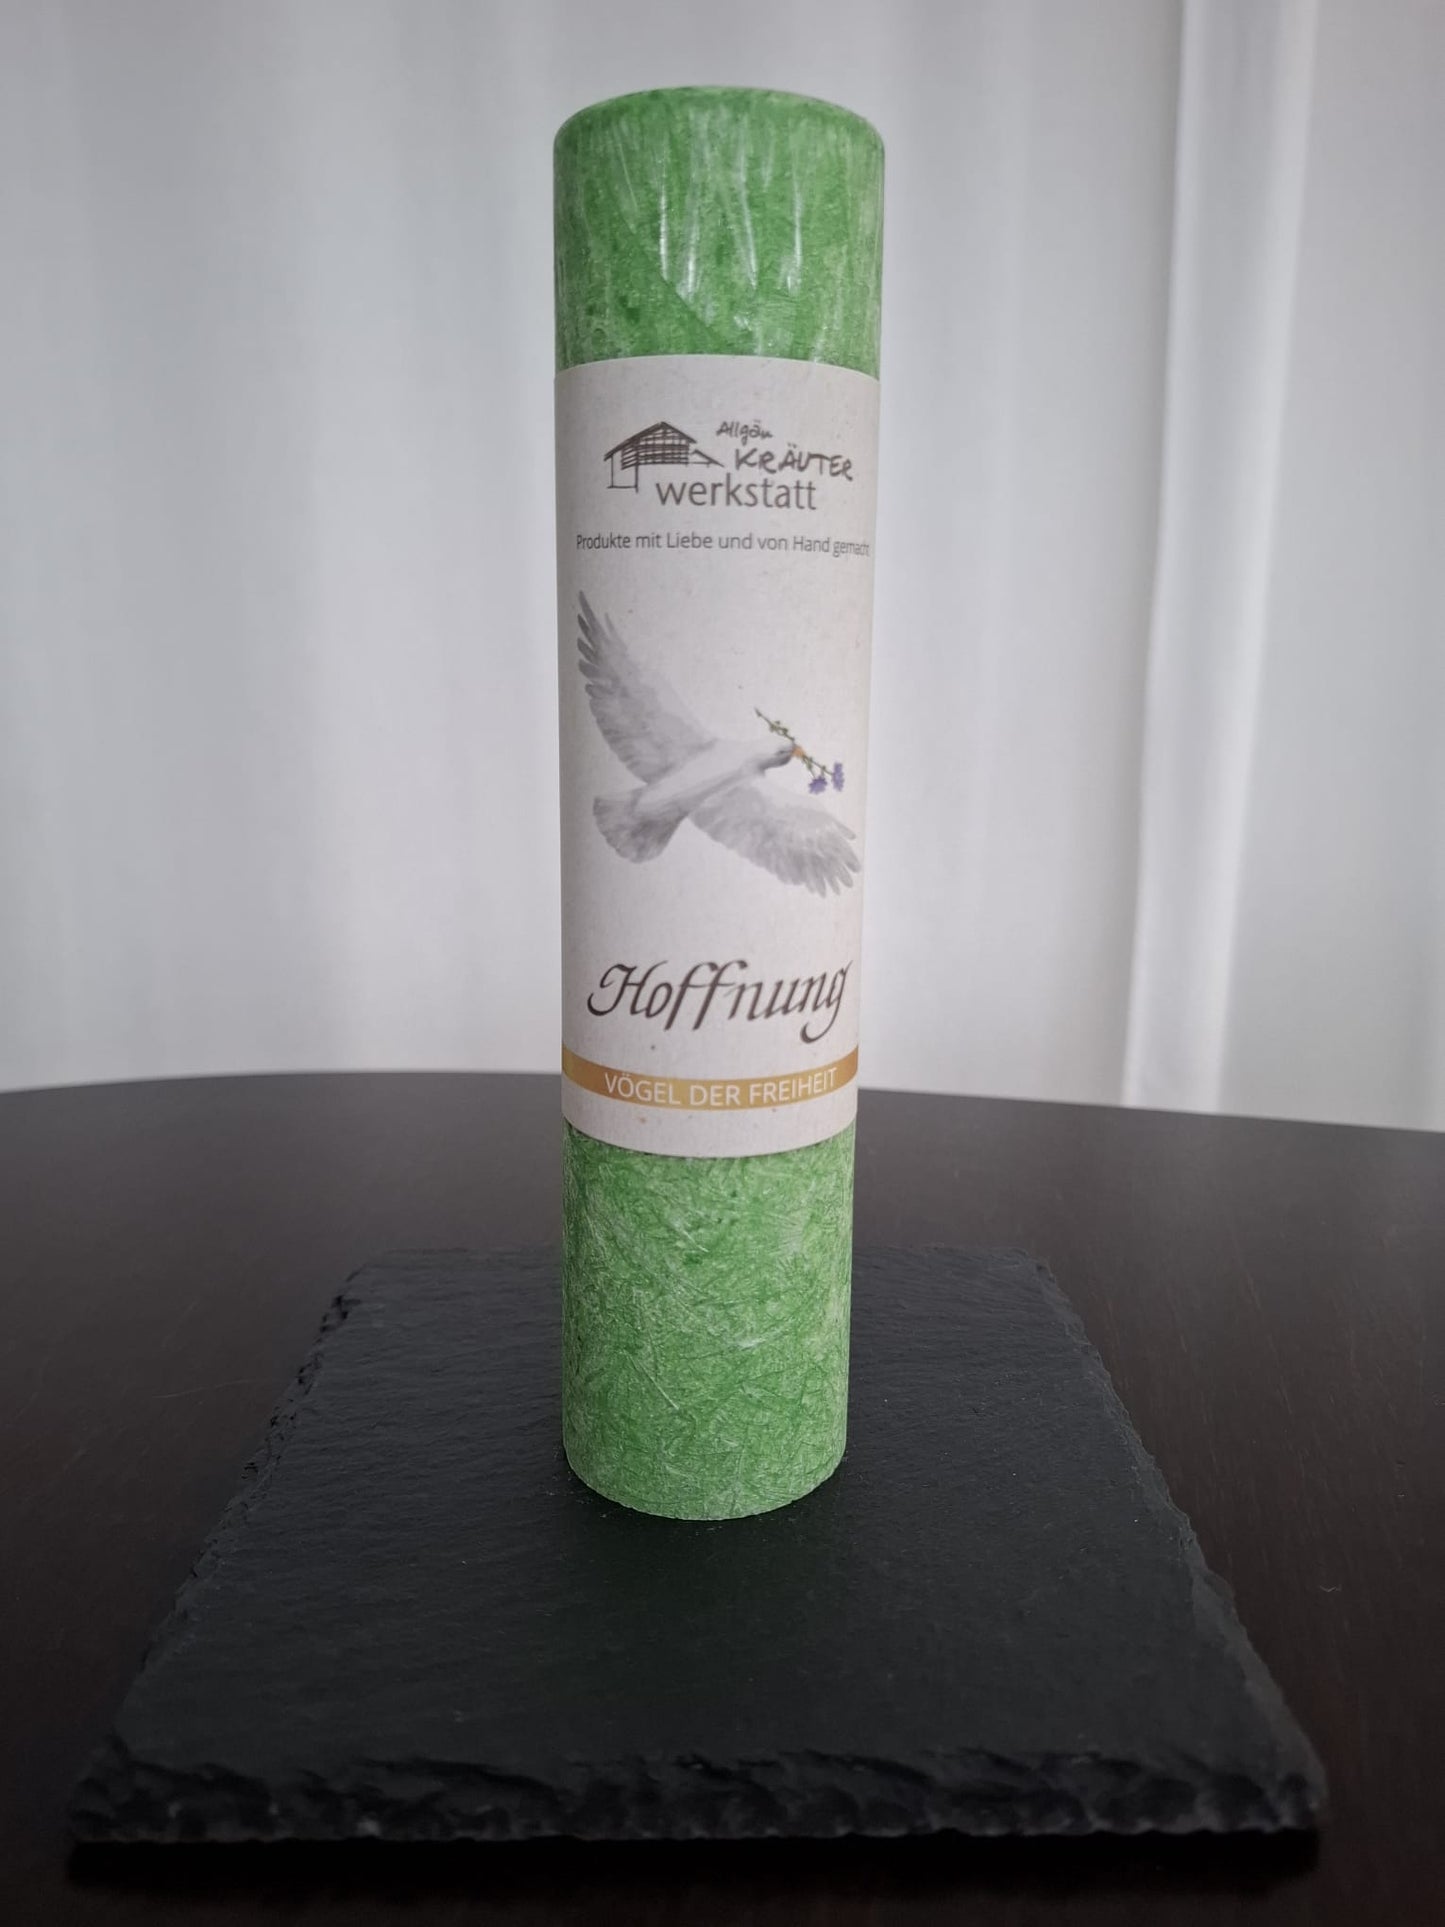 Allgäu
KRÄUTER
werkstatt
Produkte mit Liebe und von Hand gemacht
Hoffnung
VÖGEL DER FREIHEIT